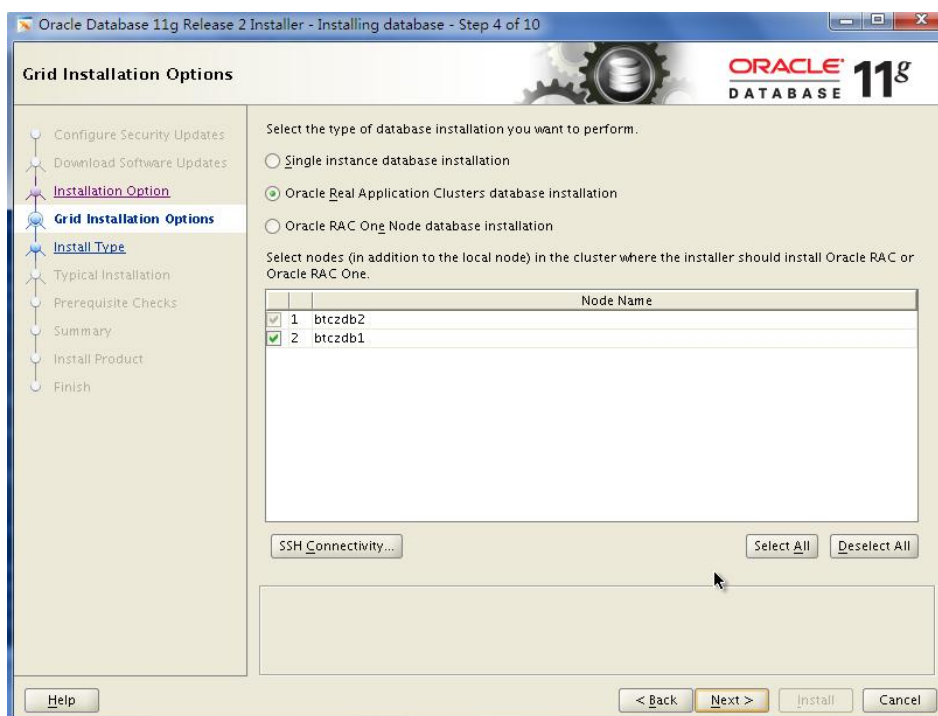 Oracle Database 11g Release 2 Installer - Installing database - Step 4 of 10
Grid Installation Options
ORACLE
DATABASE
11g
Configure Security Updates
Download Software Updates
Installation Option
Grid Installation Options
Install Type
Typical Installation
Prerequisite Checks
Summary
Install Product
Finish
Select the type of database installation you want to perform.
Single instance database installation
Oracle Real Application Clusters database installation
Oracle RAC One Node database installation
Select nodes (in addition to the local node) in the cluster where the installer should install Oracle RAC or
Oracle RAC One.
Node Name
1 btczdb2
2 btczdb1
SSH Connectivity...
Select All
Deselect All
Help
< Back
Next >
Install
Cancel